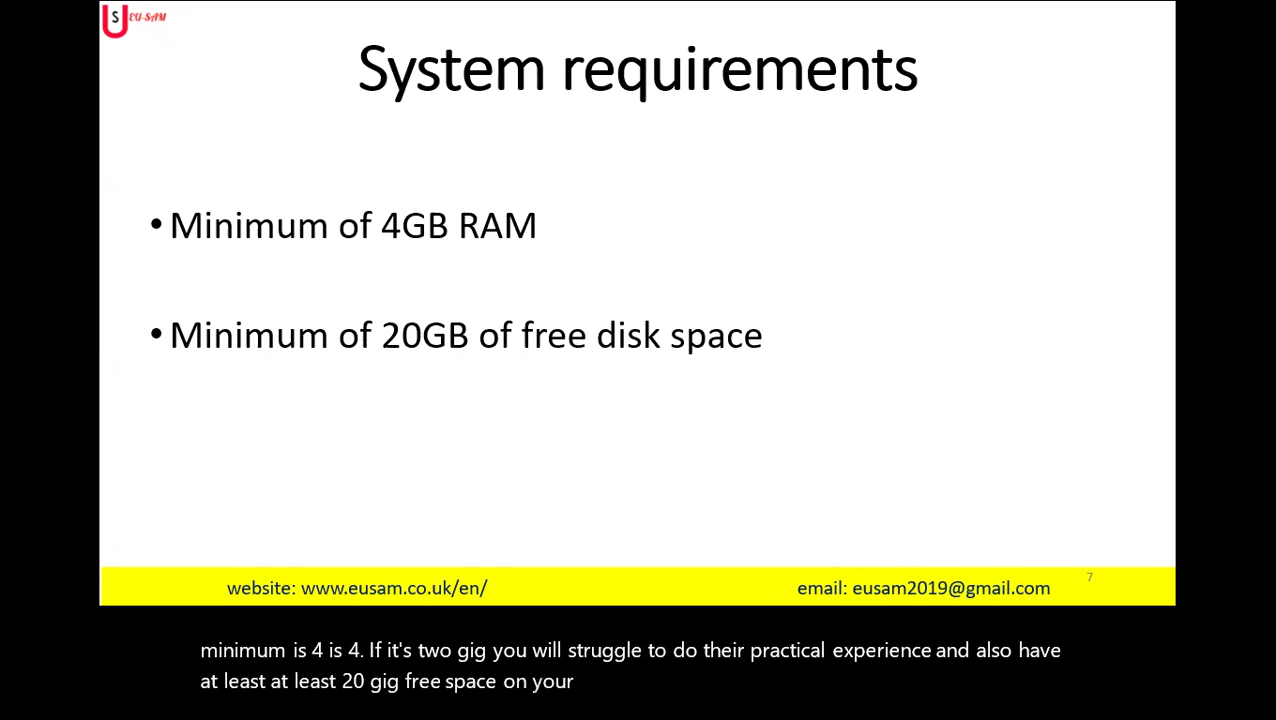 S EU-SAM
System requirements
• Minimum of 4GB RAM
• Minimum of 20GB of free disk space
7
website: www.eusam.co.uk/en/ email: eusam2019@gmail.com
minimum is 4 is 4. If it's two gig you will struggle to do their practical experience and also have
at least at least 20 gig free space on your